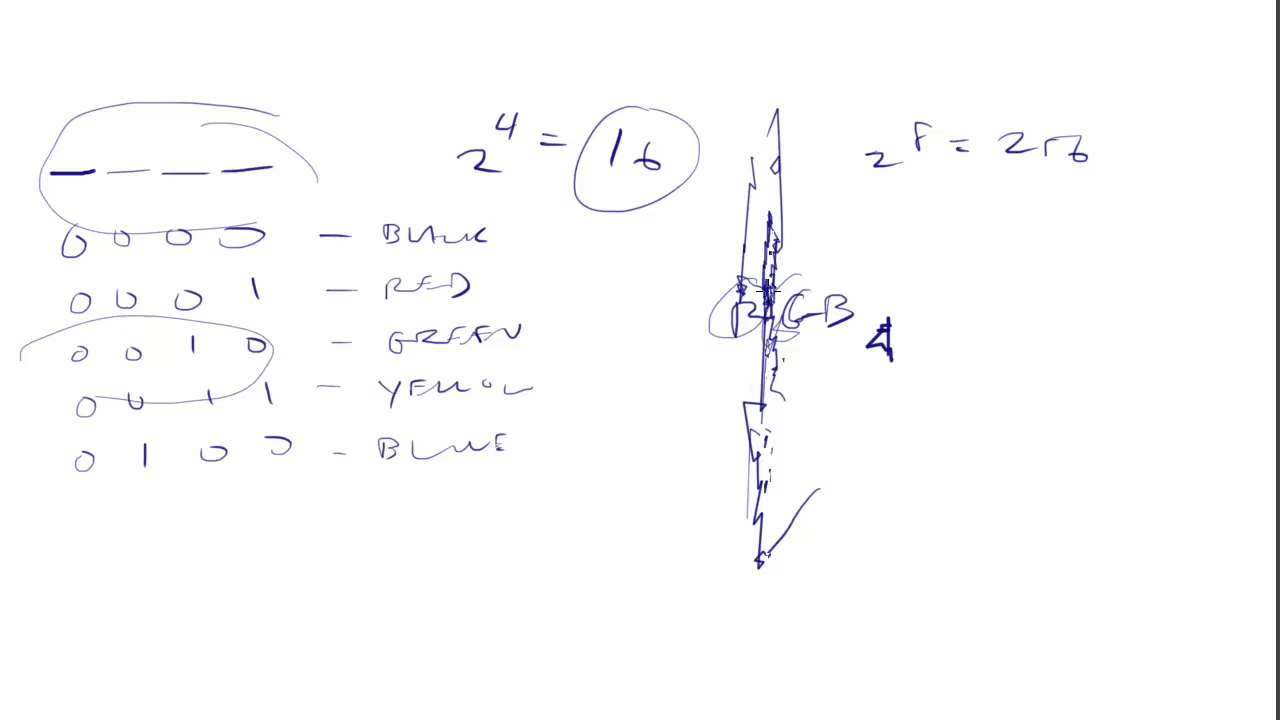 2^4 = 16
2^8 = 256
0 0 0 0 – BLACK
0 0 0 1 – RED
0 0 1 0 – GREEN
0 0 1 1 – YELLOW
0 1 0 0 – BLUE
RGB